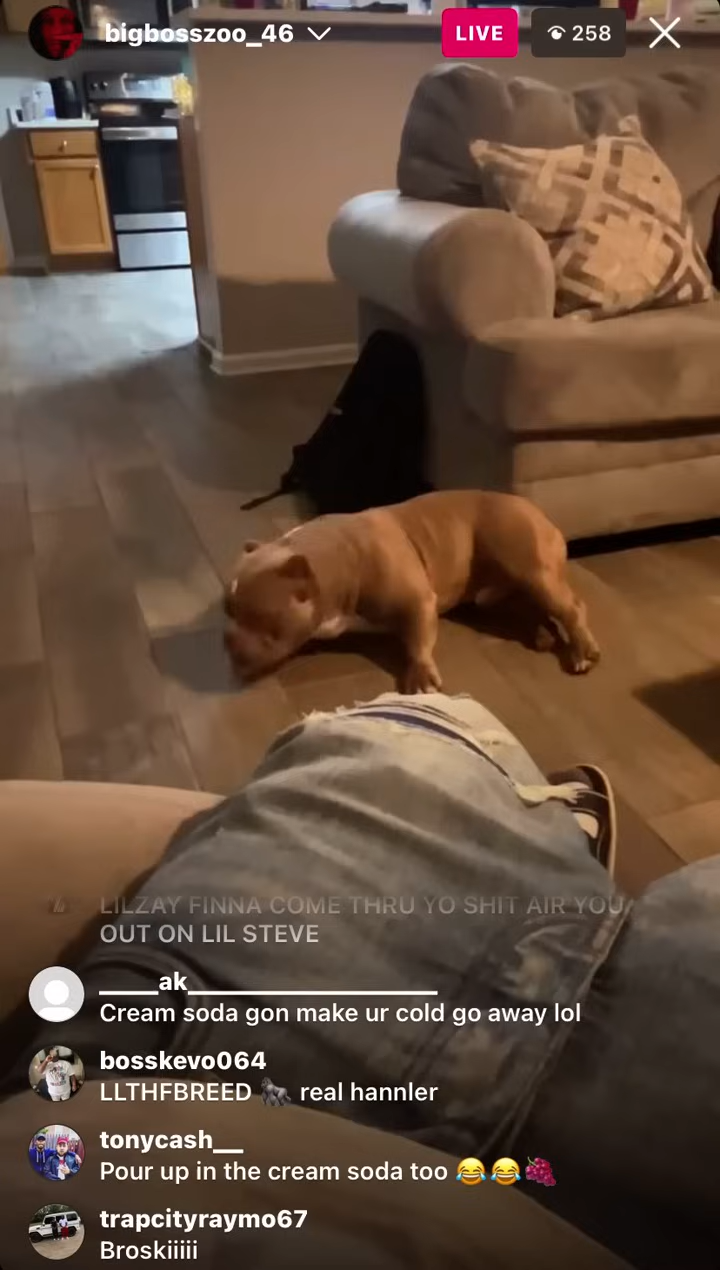 bigbosszoo_46
LIVE
258
LILZAY FINNA COME THRU YO SHIT AIR YOU
OUT ON LIL STEVE
____ak_________________
Cream soda gon make ur cold go away lol
bosskevo064
LLTHFBREED 🦍 real hannler
tonycash__
Pour up in the cream soda too 😂😂🍇
trapcityraymo67
Broskiiiii